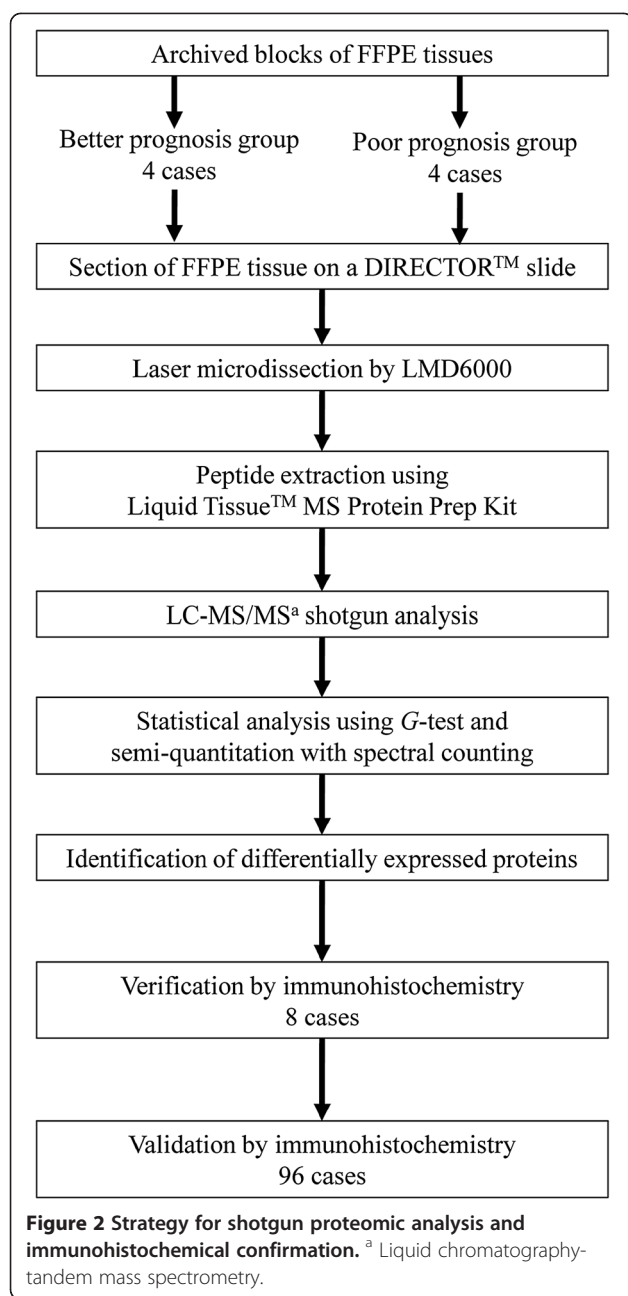 Archived blocks of FFPE tissues
Better prognosis group
4 cases
Poor prognosis group
4 cases
Section of FFPE tissue on a DIRECTOR™ slide
Laser microdissection by LMD6000
Peptide extraction using
Liquid Tissue™ MS Protein Prep Kit
LC-MS/MSᵃ shotgun analysis
Statistical analysis using G-test and
semi-quantitation with spectral counting
Identification of differentially expressed proteins
Verification by immunohistochemistry
8 cases
Validation by immunohistochemistry
96 cases
Figure 2 Strategy for shotgun proteomic analysis and
immunohistochemical confirmation. ᵃ Liquid chromatography-
tandem mass spectrometry.